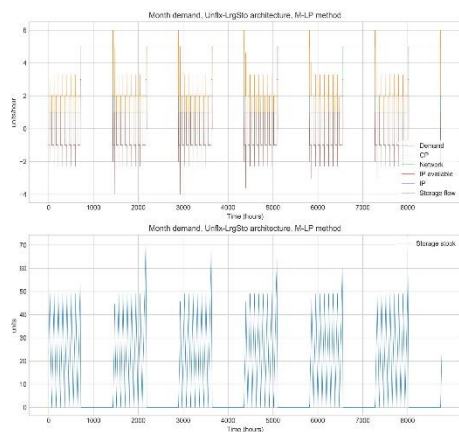 Month demand, Unflx-LrgSto architecture, M-LP method
units/hour
6
4
2
0
−2
−4
Demand
CP
Network
IP available
IP
Storage flow
0 1000 2000 3000 4000 5000 6000 7000 8000
Time (hours)
Month demand, Unflx-LrgSto architecture, M-LP method
Storage stock
units
70
60
50
40
30
20
10
0
0 1000 2000 3000 4000 5000 6000 7000 8000
Time (hours)